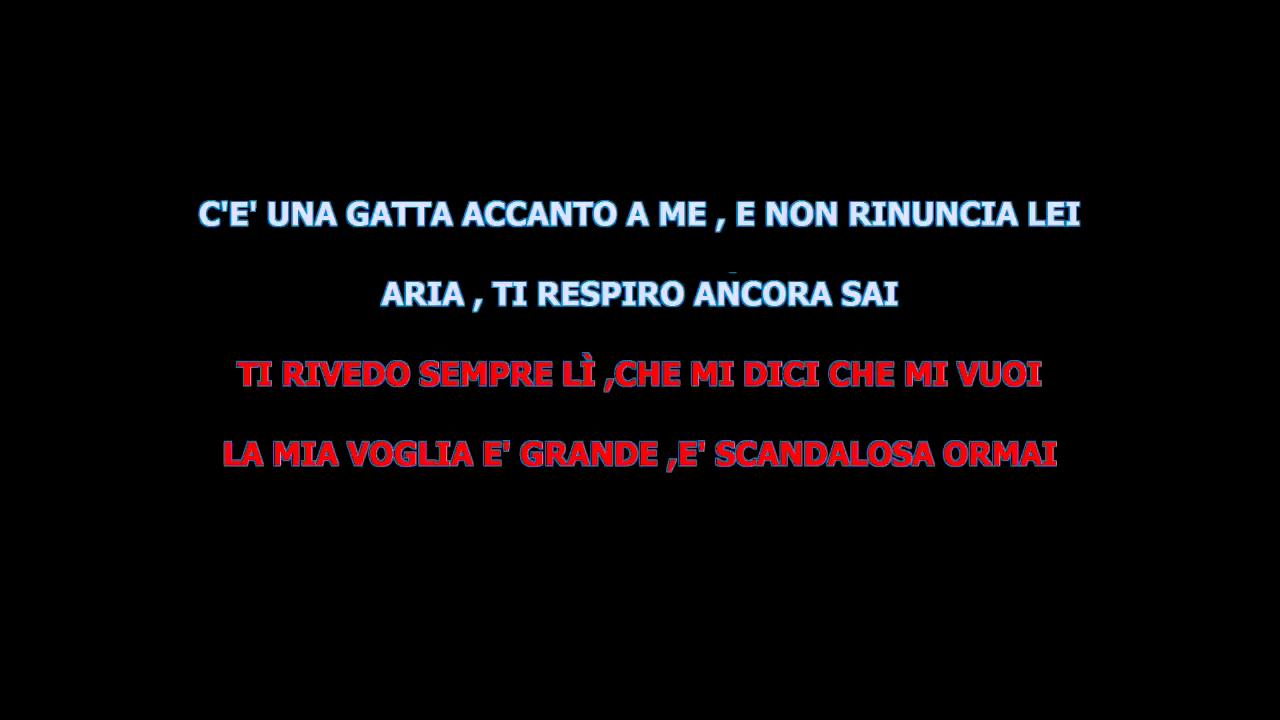 C'E' UNA GATTA ACCANTO A ME , E NON RINUNCIA LEI
ARIA , TI RESPIRO ANCORA SAI
TI RIVEDO SEMPRE LÌ ,CHE MI DICI CHE MI VUOI
LA MIA VOGLIA E' GRANDE ,E' SCANDALOSA ORMAI